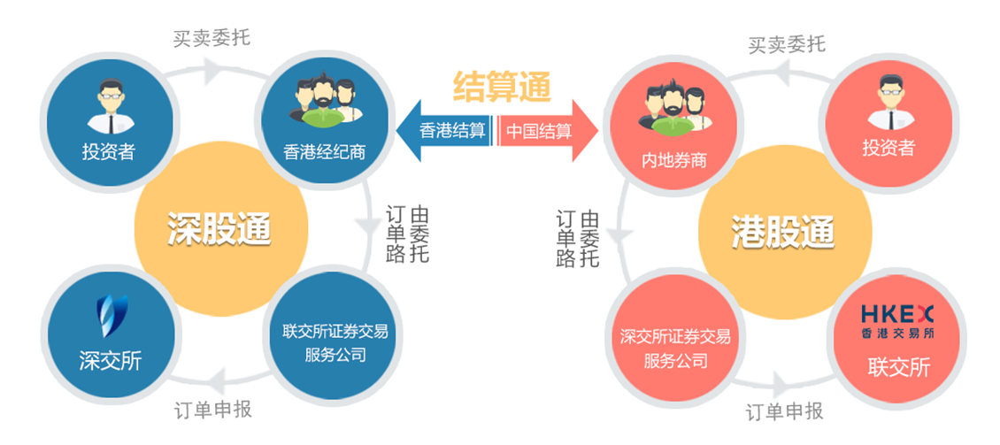 买卖委托
投资者
香港经纪商
深股通
由委托
订单路
深交所
联交所证券交易
服务公司
订单申报
结算通
香港结算
中国结算
买卖委托
内地券商
投资者
港股通
由委托
订单路
深交所证券交易
服务公司
HKEX
香港交易所
联交所
订单申报